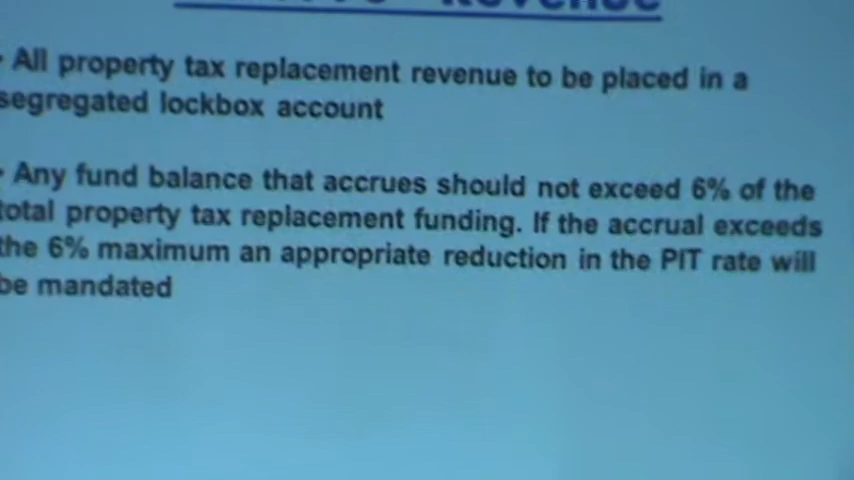 Revenue
· All property tax replacement revenue to be placed in a
segregated lockbox account
· Any fund balance that accrues should not exceed 6% of the
total property tax replacement funding. If the accrual exceeds
the 6% maximum an appropriate reduction in the PIT rate will
be mandated